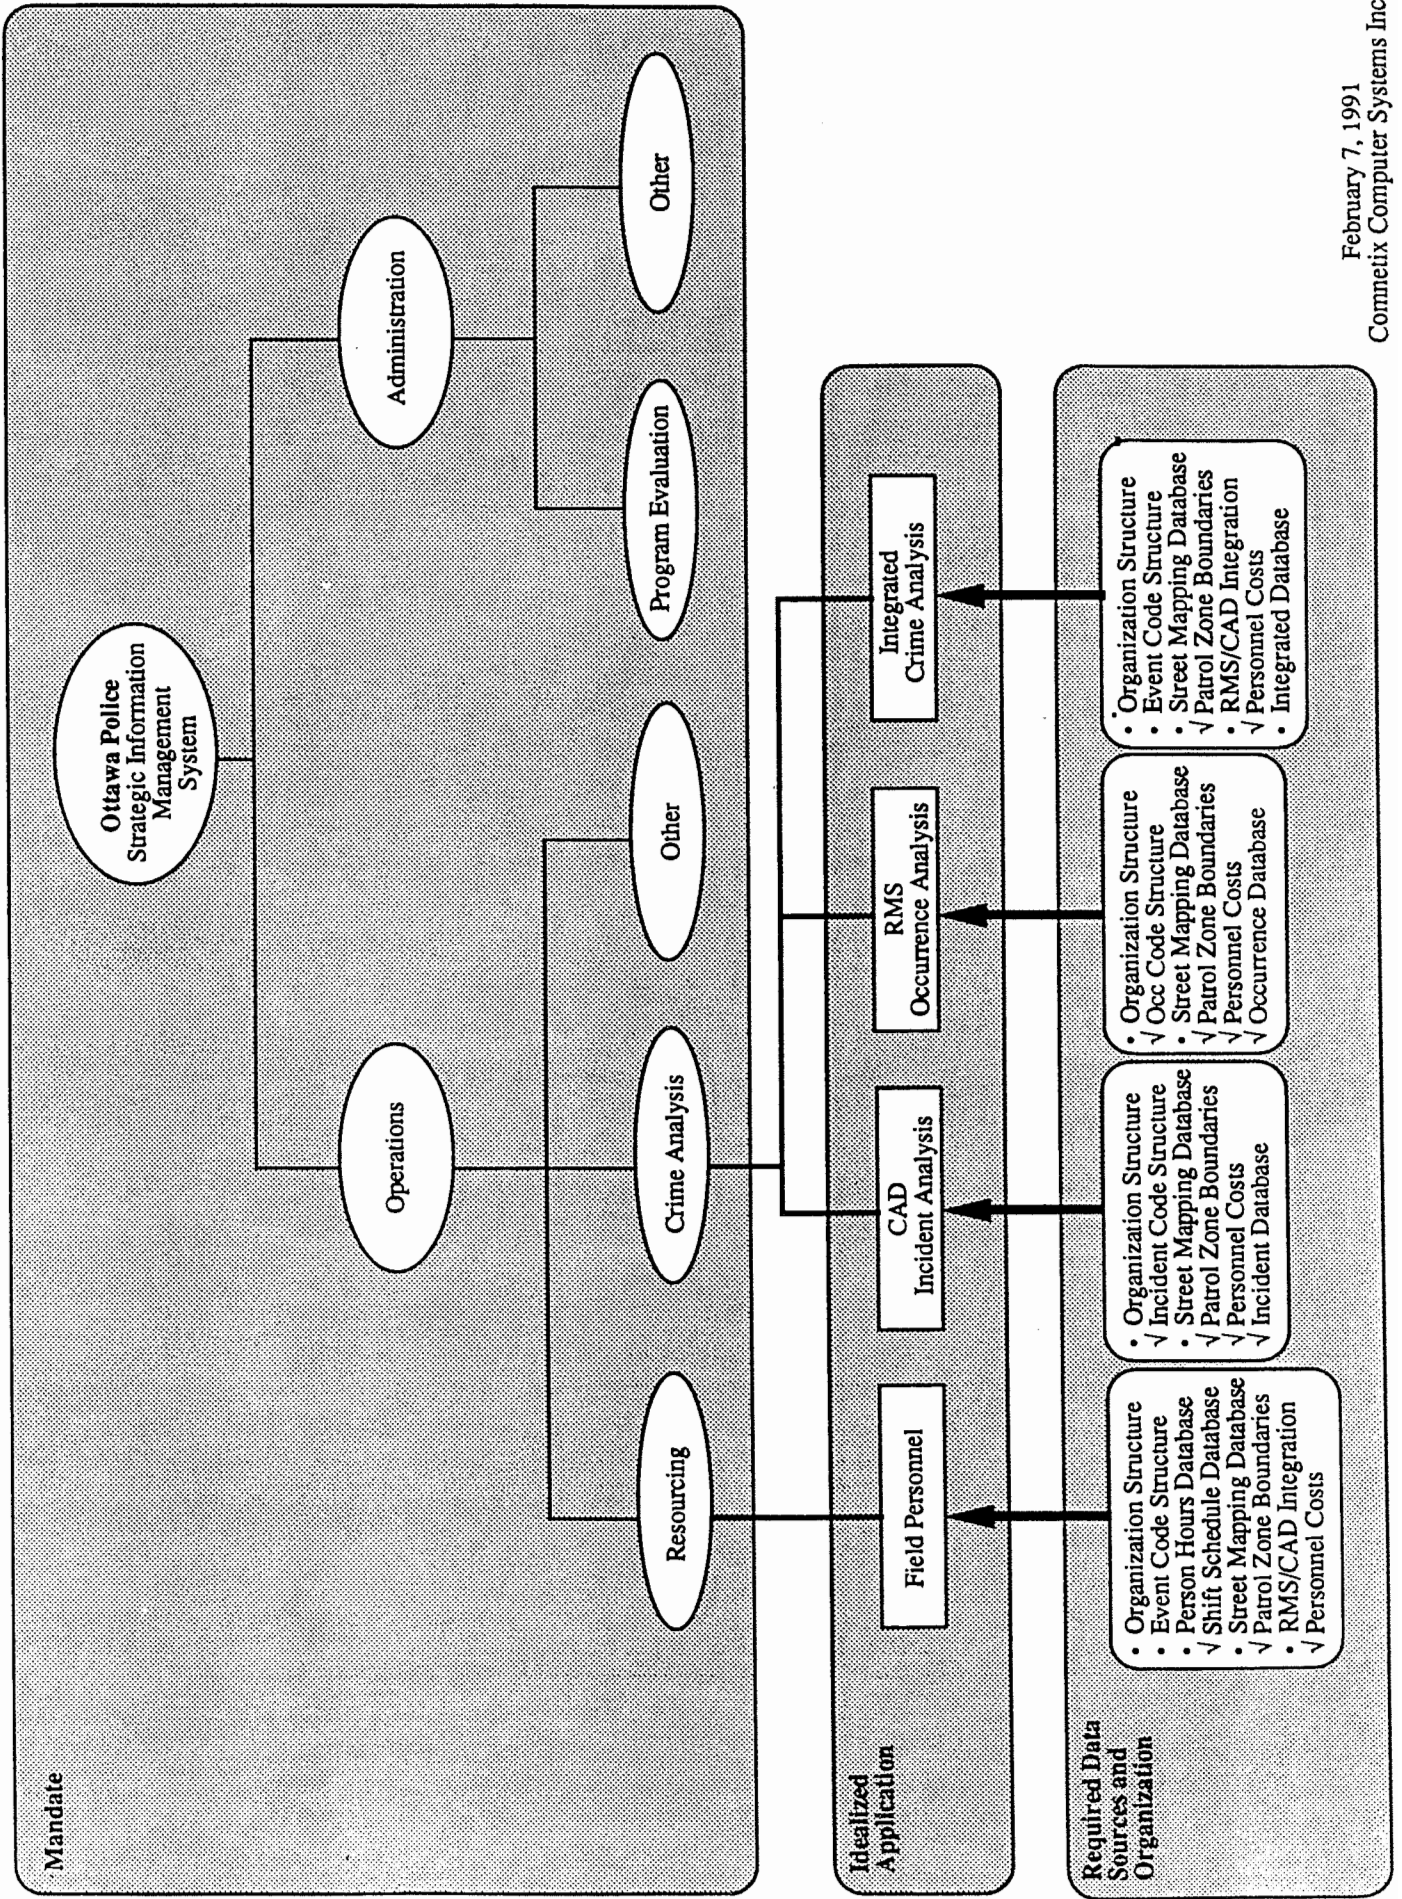 Mandate
Ottawa Police
Strategic Information
Management
System
Operations
Administration
Resourcing
Crime Analysis
Other
Program Evaluation
Other
Idealized
Application
Field Personnel
CAD
Incident Analysis
RMS
Occurrence Analysis
Integrated
Crime Analysis
Required Data
Sources and
Organization
• Organization Structure
• Event Code Structure
• Person Hours Database
√ Shift Schedule Database
• Street Mapping Database
√ Patrol Zone Boundaries
• RMS/CAD Integration
√ Personnel Costs
• Organization Structure
√ Incident Code Structure
• Street Mapping Database
√ Patrol Zone Boundaries
√ Personnel Costs
√ Incident Database
• Organization Structure
√ Occ Code Structure
• Street Mapping Database
√ Patrol Zone Boundaries
√ Personnel Costs
√ Occurrence Database
• Organization Structure
• Event Code Structure
• Street Mapping Database
√ Patrol Zone Boundaries
• RMS/CAD Integration
√ Personnel Costs
• Integrated Database
February 7, 1991
Comnetix Computer Systems Inc